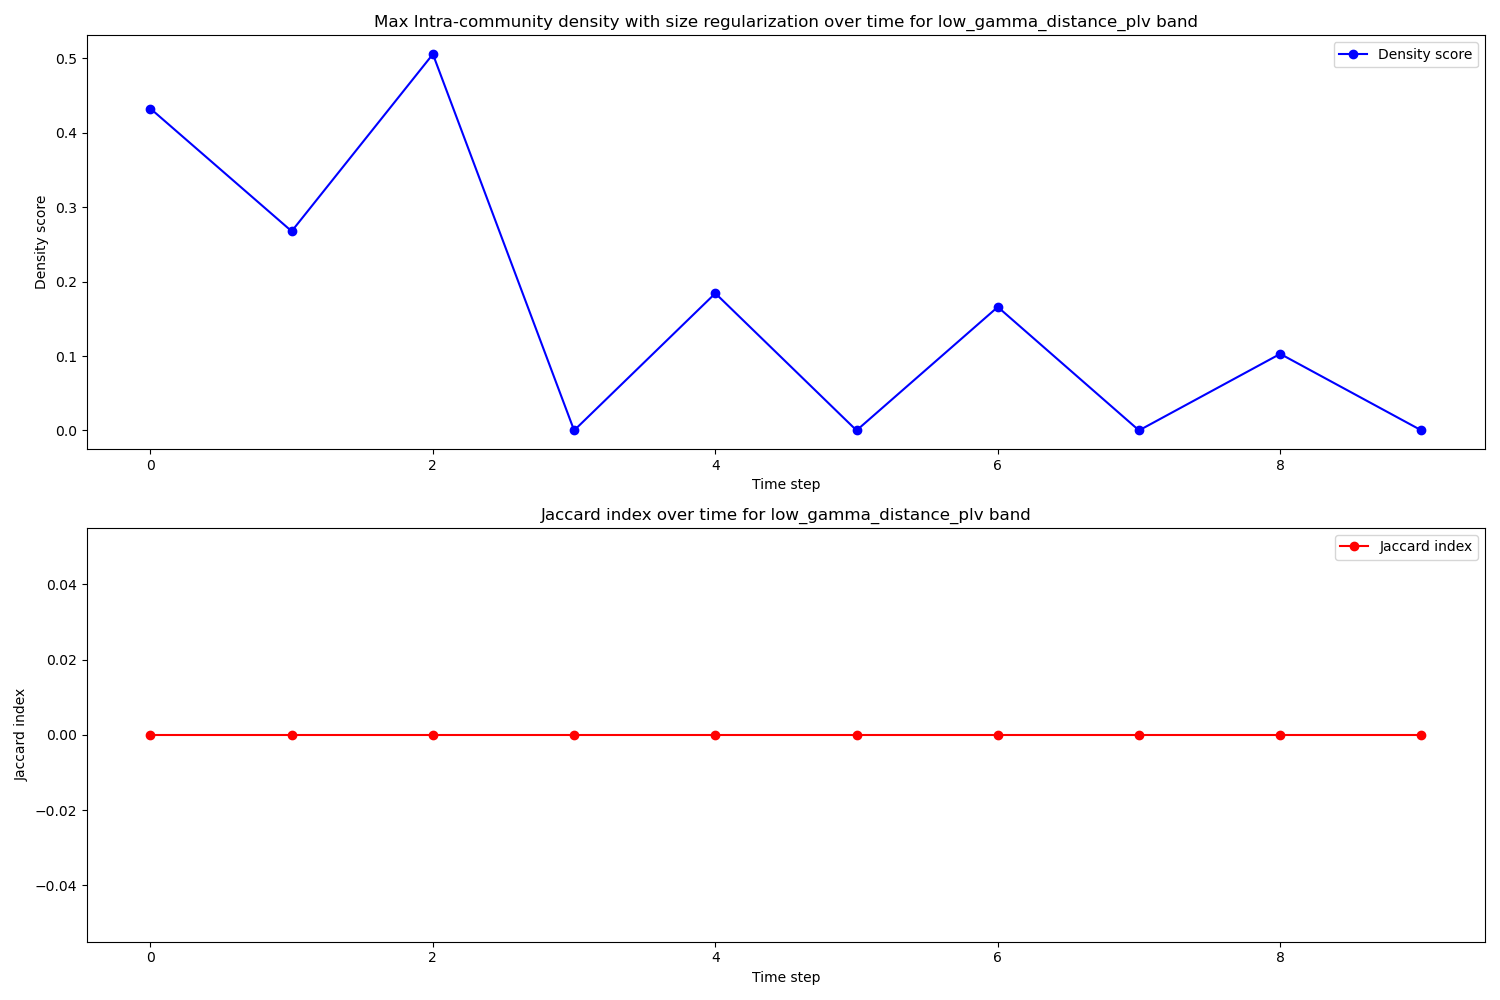 Max Intra-community density with size regularization over time for low_gamma_distance_plv band
Density score
0.5
0.4
0.3
0.2
0.1
0.0
Density score
0
2
4
6
8
Time step
Jaccard index over time for low_gamma_distance_plv band
Jaccard index
0.04
0.02
0.00
−0.02
−0.04
Jaccard index
0
2
4
6
8
Time step